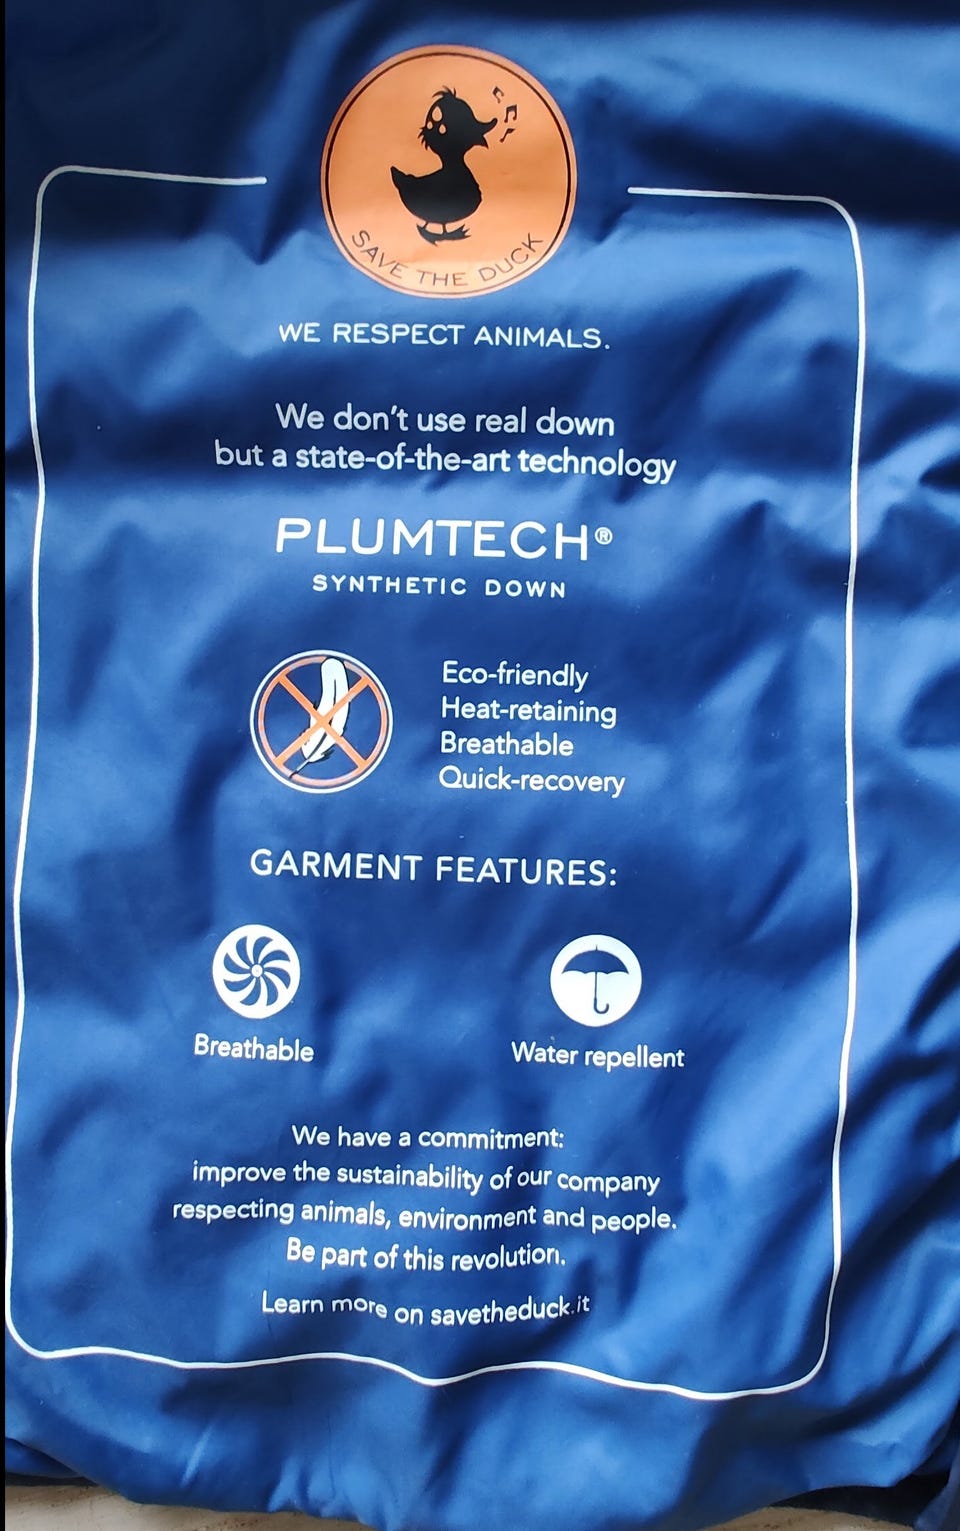 SAVE THE DUCK
WE RESPECT ANIMALS.
We don't use real down
but a state-of-the-art technology
PLUMTECH®
SYNTHETIC DOWN
Eco-friendly
Heat-retaining
Breathable
Quick-recovery
GARMENT FEATURES:
Breathable
Water repellent
We have a commitment:
improve the sustainability of our company
respecting animals, environment and people.
Be part of this revolution.
Learn more on savetheduck.it